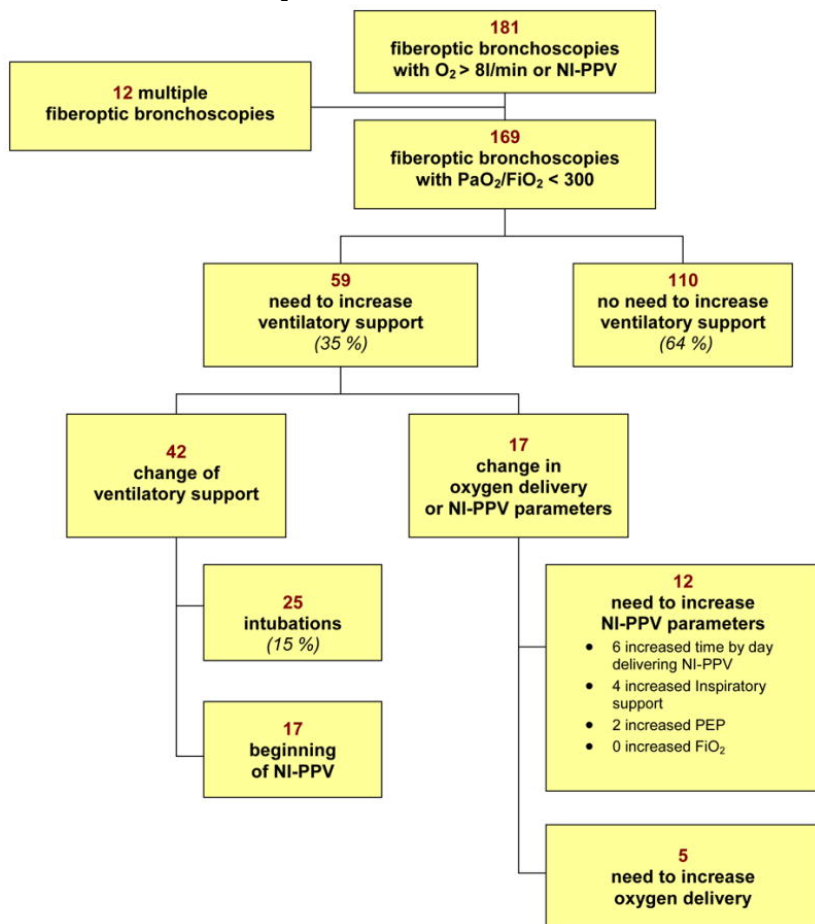 181
fiberoptic bronchoscopies
with O₂ > 8l/min or NI-PPV
12 multiple
fiberoptic bronchoscopies
169
fiberoptic bronchoscopies
with PaO₂/FiO₂ < 300
59
need to increase
ventilatory support
(35 %)
110
no need to increase
ventilatory support
(64 %)
42
change of
ventilatory support
17
change in
oxygen delivery
or NI-PPV parameters
25
intubations
(15 %)
12
need to increase
NI-PPV parameters
• 6 increased time by day
delivering NI-PPV
• 4 increased Inspiratory
support
• 2 increased PEP
• 0 increased FiO₂
17
beginning
of NI-PPV
5
need to increase
oxygen delivery